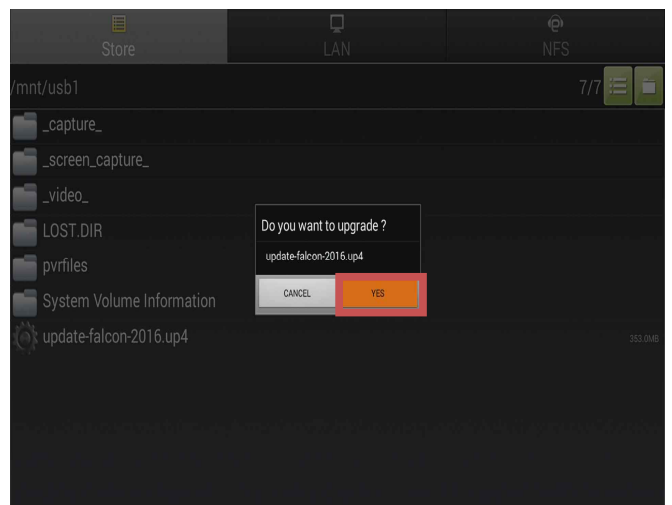 Store
LAN
NFS
/mnt/usb1
7/7
_capture_
_screen_capture_
_video_
LOST.DIR
pvrfiles
System Volume Information
update-falcon-2016.up4
353.0MB
Do you want to upgrade ?
update-falcon-2016.up4
CANCEL
YES